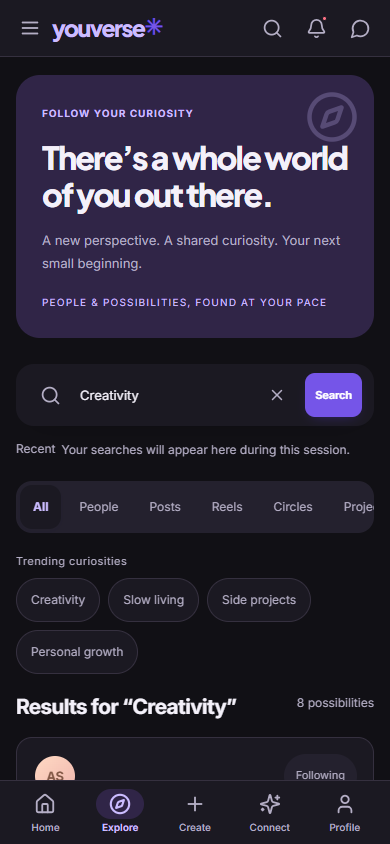 youverse
FOLLOW YOUR CURIOSITY
There's a whole world
of you out there.
A new perspective. A shared curiosity. Your next
small beginning.
PEOPLE & POSSIBILITIES, FOUND AT YOUR PACE
Creativity
Search
Recent Your searches will appear here during this session.
All People Posts Reels Circles Proje
Trending curiosities
Creativity Slow living Side projects
Personal growth
Results for “Creativity” 8 possibilities
AS Following
Home Explore Create Connect Profile